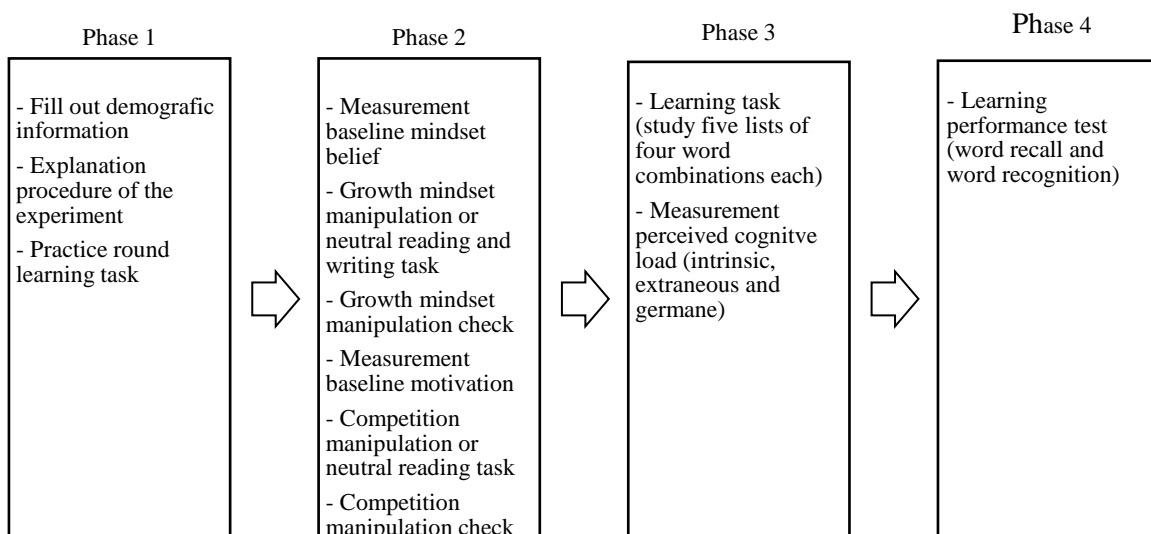 Phase 1
- Fill out demografic
information
- Explanation
procedure of the
experiment
- Practice round
learning task
Phase 2
- Measurement
baseline mindset
belief
- Growth mindset
manipulation or
neutral reading and
writing task
- Growth mindset
manipulation check
- Measurement
baseline motivation
- Competition
manipulation or
neutral reading task
- Competition
manipulation check
Phase 3
- Learning task
(study five lists of
four word
combinations each)
- Measurement
perceived cognitve
load (intrinsic,
extraneous and
germane)
Phase 4
- Learning
performance test
(word recall and
word recognition)